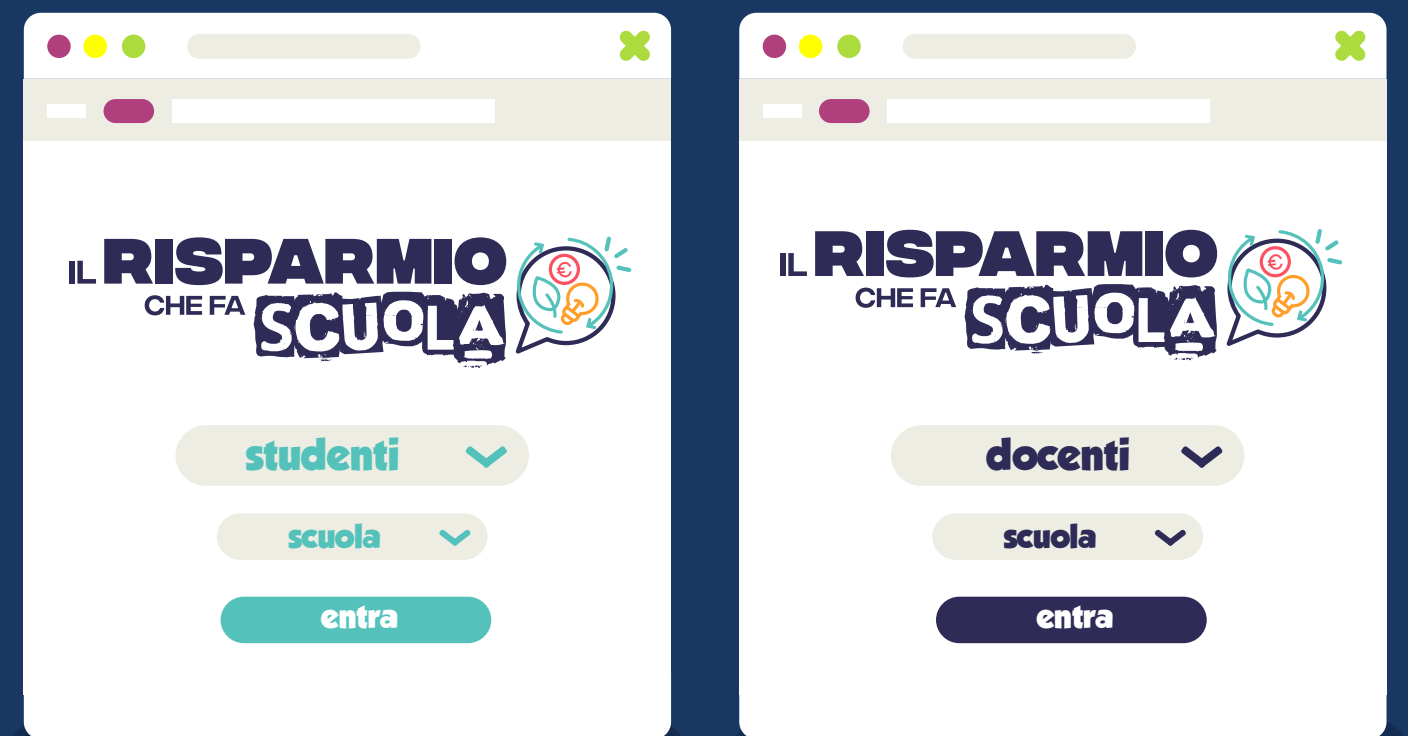 IL RISPARMIO
CHE FA SCUOLA
€
studenti
scuola
entra
IL RISPARMIO
CHE FA SCUOLA
€
docenti
scuola
entra